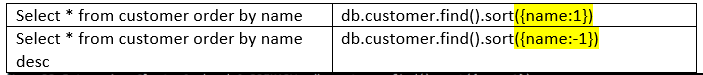 Select * from customer order by name
db.customer.find().sort({name:1})
Select * from customer order by name
desc
db.customer.find().sort({name:-1})